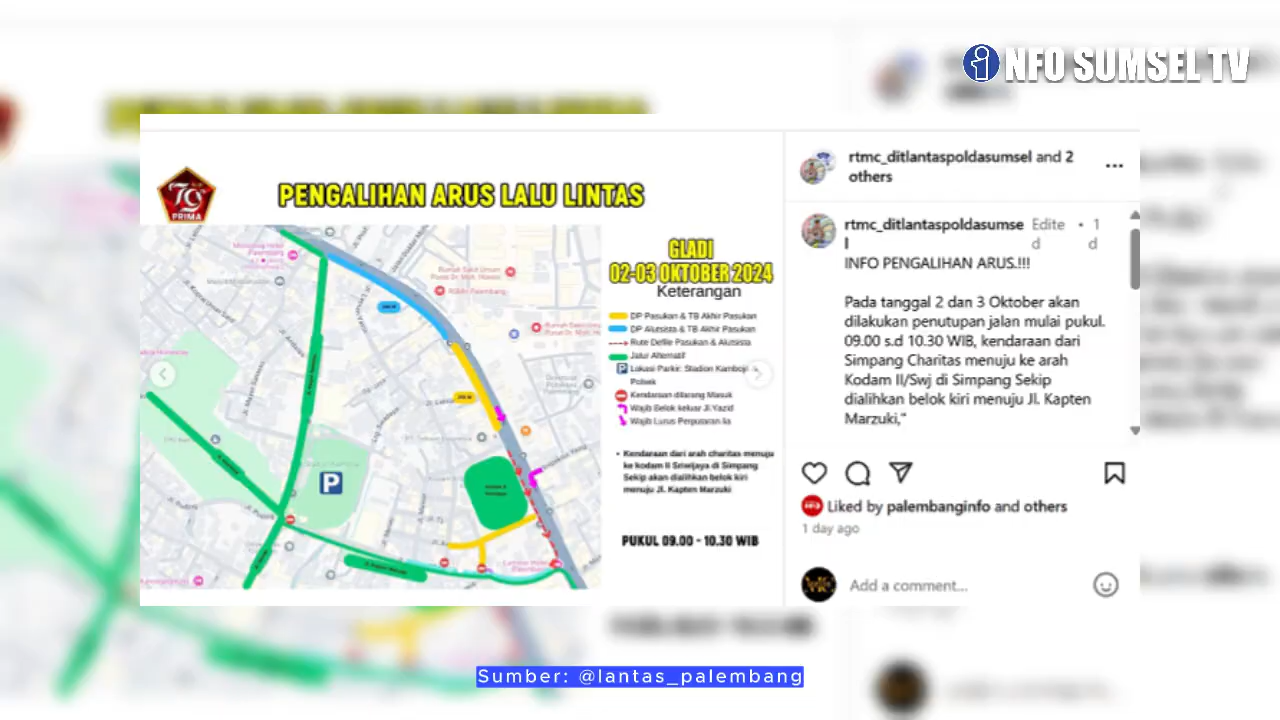 NFO SUMSEL TV
79
PRIMA
PENGALIHAN ARUS LALU LINTAS
GLADI
02-03 OKTOBER 2024
Keterangan
DP Pasukan & TB Akhir Pasukan
DP Alutsista & TB Akhir Pasukan
Rute Defile Pasukan & Alutsista
Jalur Alternatif
P Lokasi Parkir: Stadion Kamboja
Polsek
Kendaraan dilarang Masuk
Wajib Belok keluar Jl.Yazid
Wajib Lurus Perputaran
Kendaraan dari arah charitas menuju
ke kodam II Sriwijaya di Simpang
Sekip akan dialihkan belok kiri
menuju Jl. Kapten Marzuki
PUKUL 09.00 - 10.30 WIB
P
rtmc_ditlantaspoldasumsel and 2
others
rtmc_ditlantaspoldasumse
l
Edite
d
• 1
d
INFO PENGALIHAN ARUS.!!!
Pada tanggal 2 dan 3 Oktober akan
dilakukan penutupan jalan mulai pukul.
09.00 s.d 10.30 WIB, kendaraan dari
Simpang Charitas menuju ke arah
Kodam II/Swj di Simpang Sekip
dialihkan belok kiri menuju Jl. Kapten
Marzuki,"
Liked by palembanginfo and others
1 day ago
Add a comment...
Sumber: @lantas_palembang